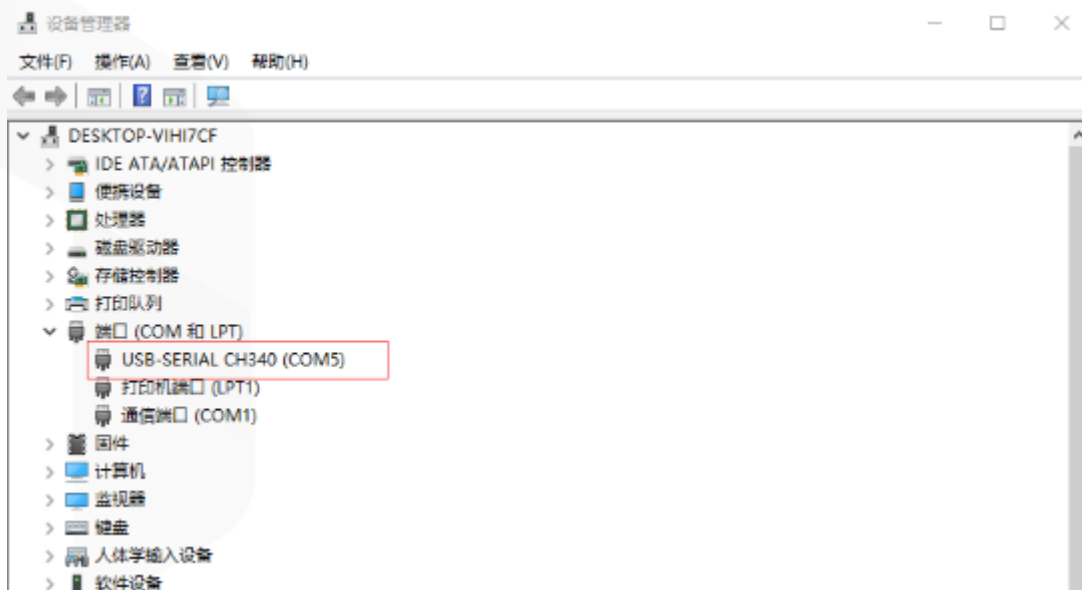 设备管理器
文件(F) 操作(A) 查看(V) 帮助(H)
DESKTOP-VIHI7CF
IDE ATA/ATAPI 控制器
便携设备
处理器
磁盘驱动器
存储控制器
打印队列
端口 (COM 和 LPT)
USB-SERIAL CH340 (COM5)
打印机端口 (LPT1)
通信端口 (COM1)
固件
计算机
监视器
键盘
人体学输入设备
软件设备